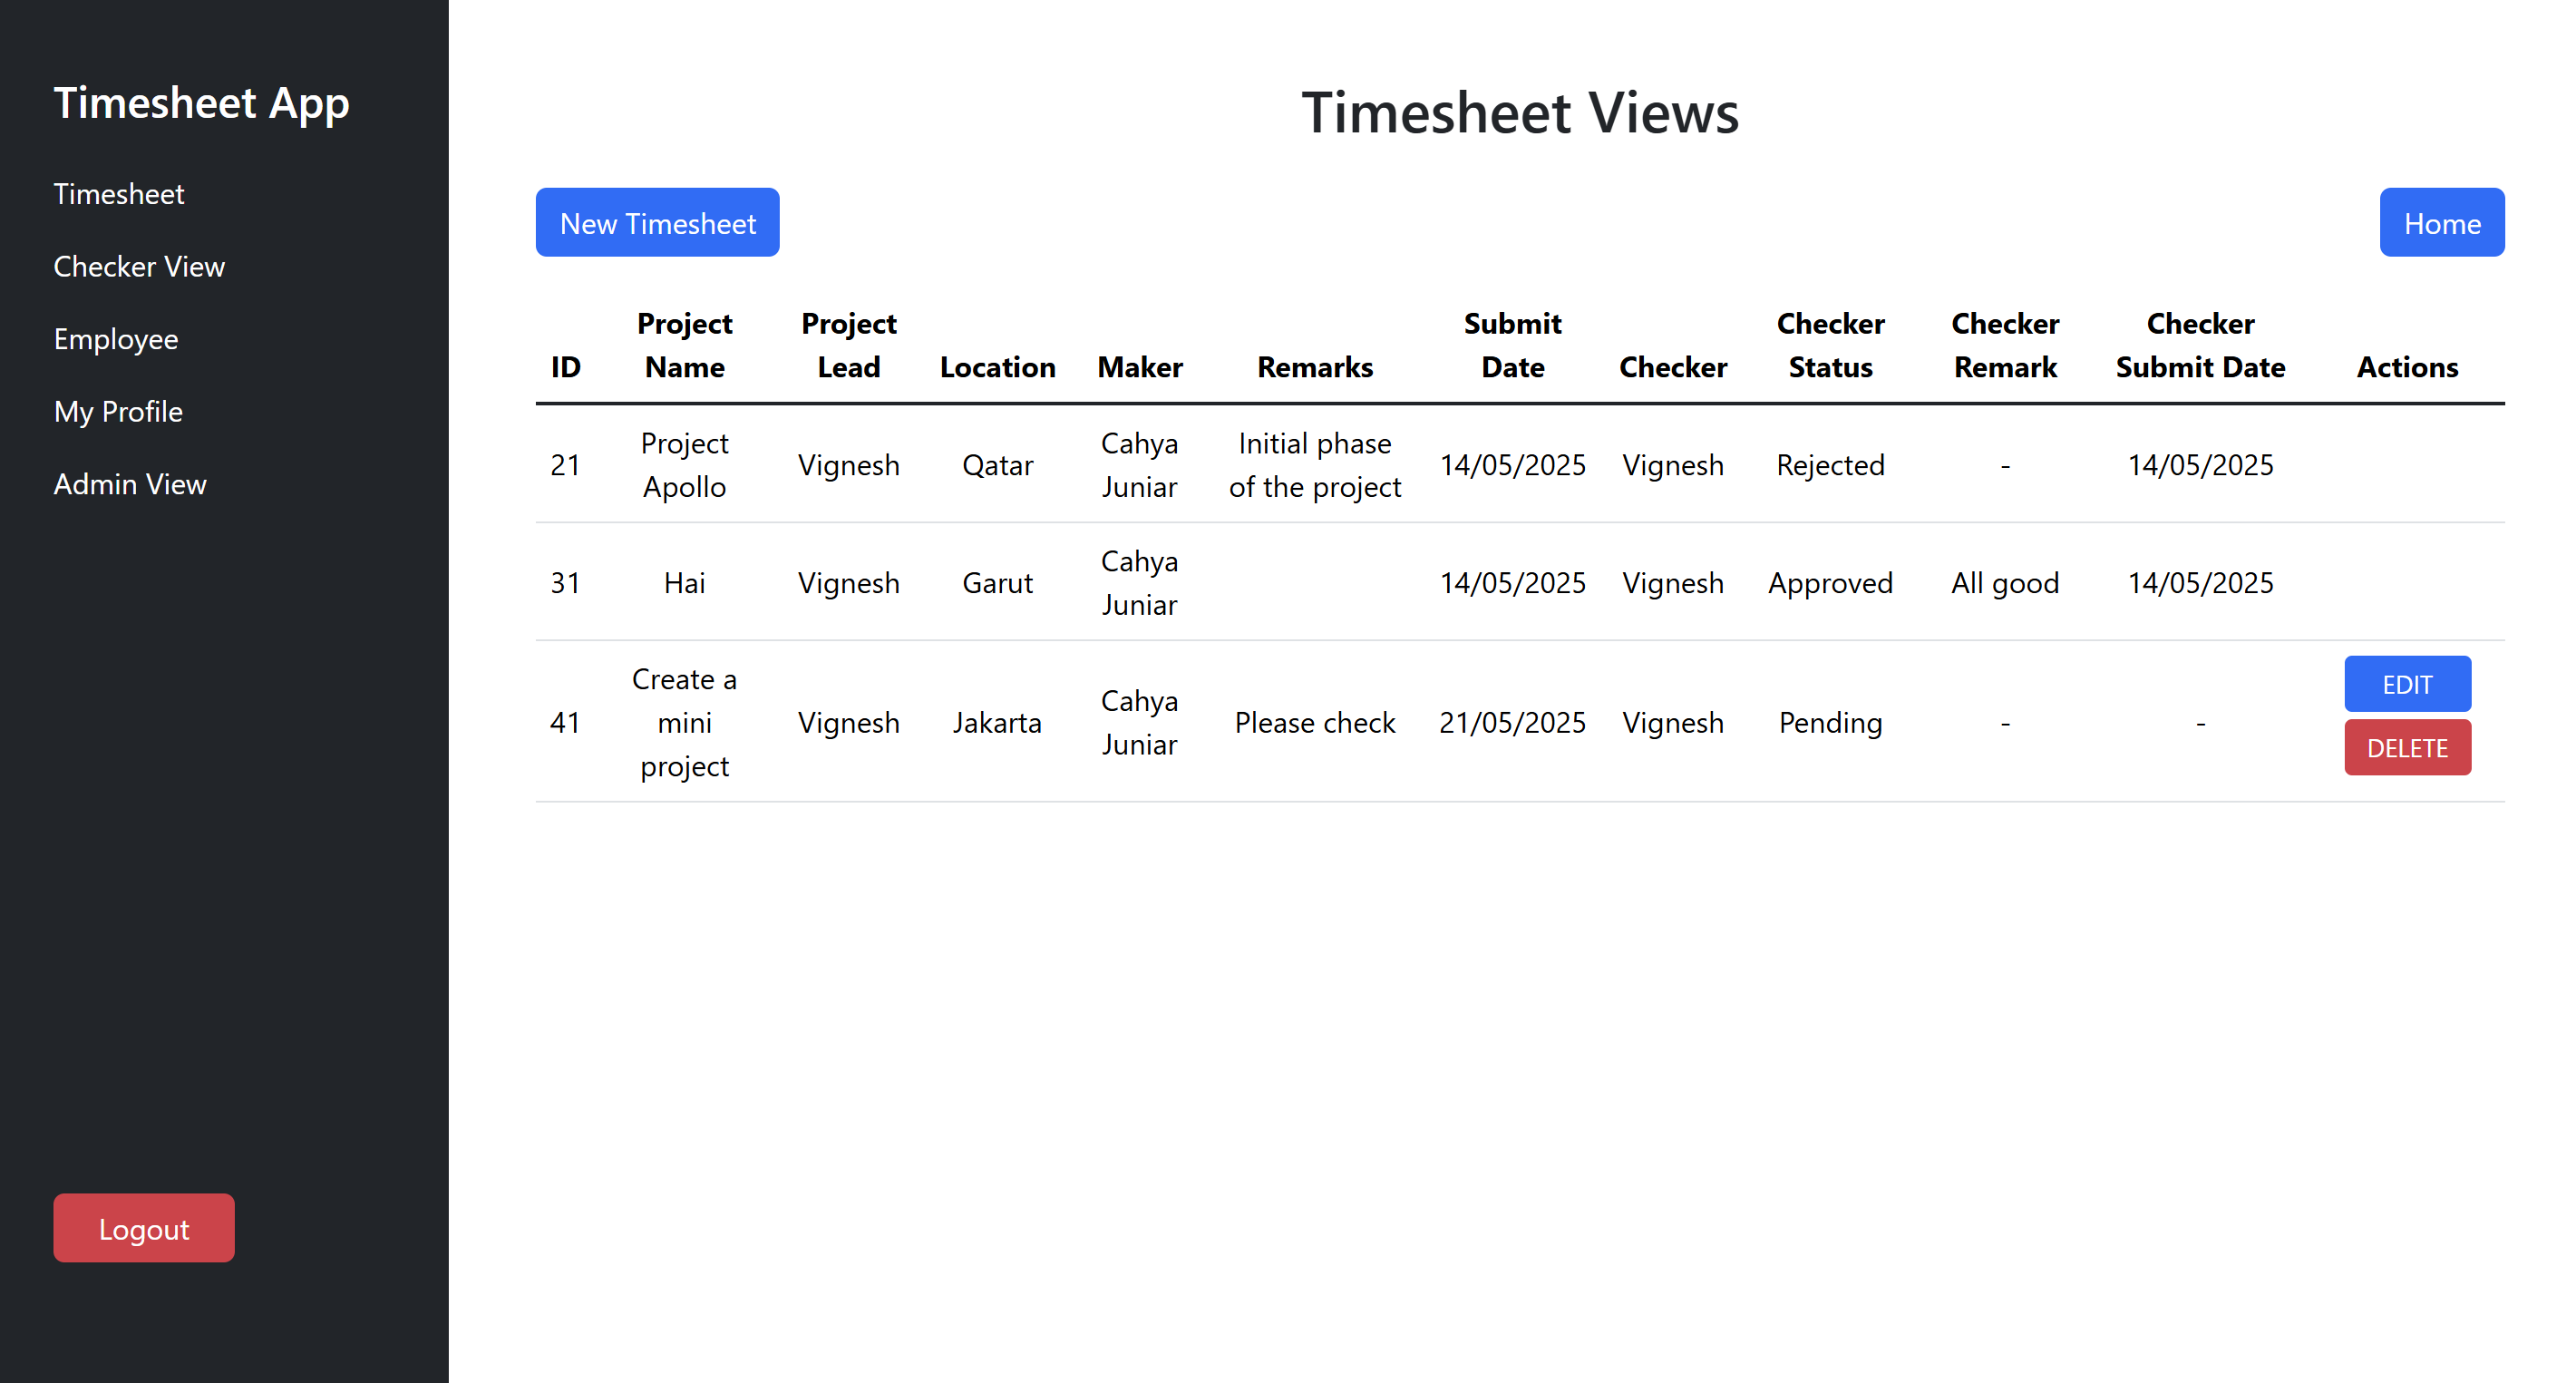 Timesheet App
Timesheet
Checker View
Employee
My Profile
Admin View
Logout
Timesheet Views
New Timesheet
Home
ID Project Name Project Lead Location Maker Remarks Submit Date Checker Checker Status Checker Remark Checker Submit Date Actions
21 Project Apollo Vignesh Qatar Cahya Juniar Initial phase of the project 14/05/2025 Vignesh Rejected - 14/05/2025
31 Hai Vignesh Garut Cahya Juniar 14/05/2025 Vignesh Approved All good 14/05/2025
41 Create a mini project Vignesh Jakarta Cahya Juniar Please check 21/05/2025 Vignesh Pending - - EDIT DELETE